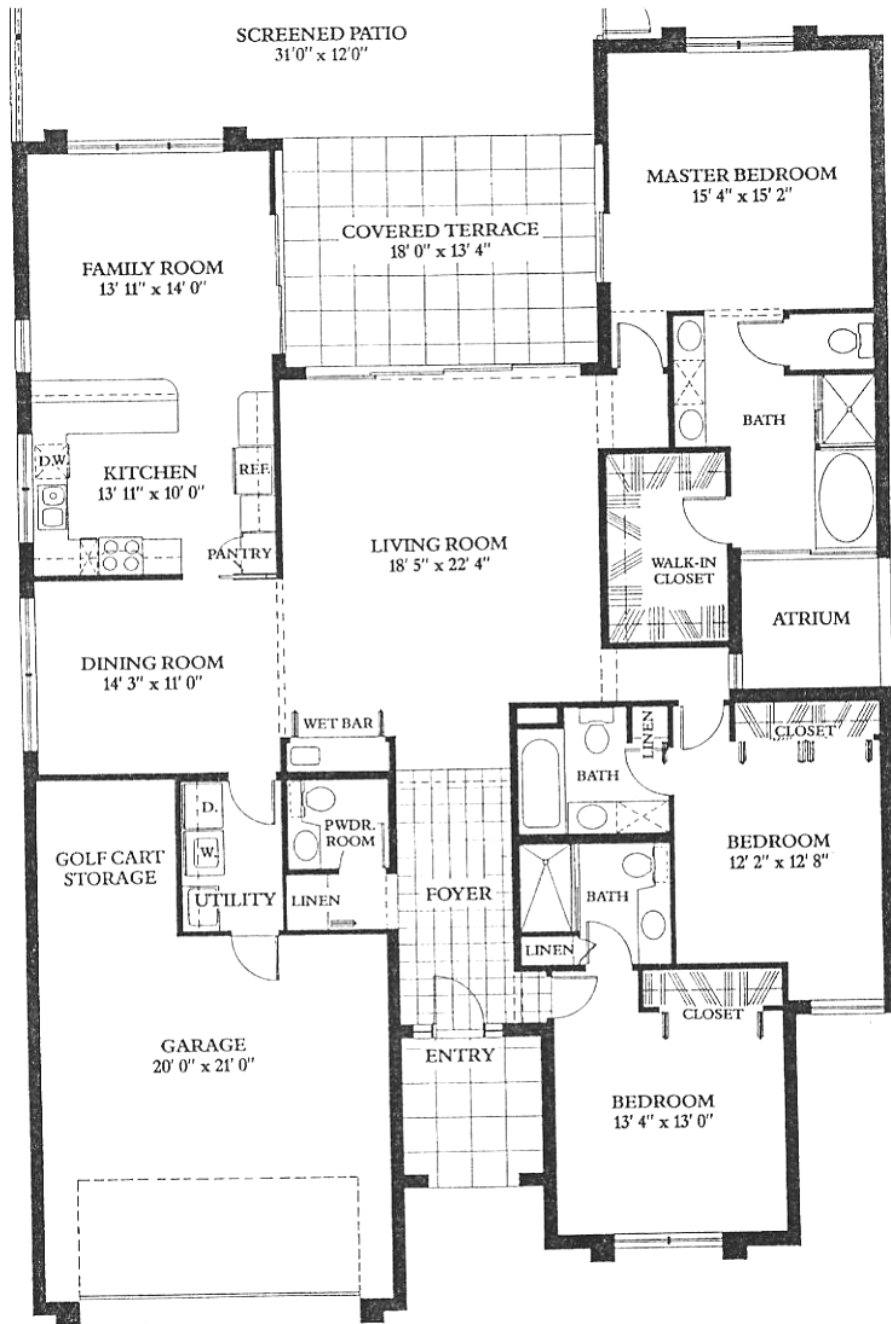 SCREENED PATIO
31'0" x 12'0"
MASTER BEDROOM
15' 4" x 15' 2"
COVERED TERRACE
18' 0" x 13' 4"
FAMILY ROOM
13' 11" x 14' 0"
BATH
D.W.
KITCHEN
13' 11" x 10' 0"
REF.
PANTRY
LIVING ROOM
18' 5" x 22' 4"
WALK-IN
CLOSET
ATRIUM
DINING ROOM
14' 3" x 11' 0"
WET BAR
LINEN
CLOSET
BATH
D.
W.
PWDR.
ROOM
BEDROOM
12' 2" x 12' 8"
GOLF CART
STORAGE
UTILITY
LINEN
FOYER
BATH
LINEN
CLOSET
GARAGE
20' 0" x 21' 0"
ENTRY
BEDROOM
13' 4" x 13' 0"